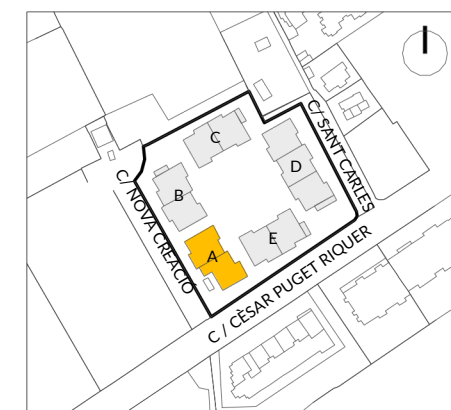 C
C/ SANT CARLES
D
B
C/ NOVA CREACIÓ
A
E
C / CÈSAR PUGET RIQUER